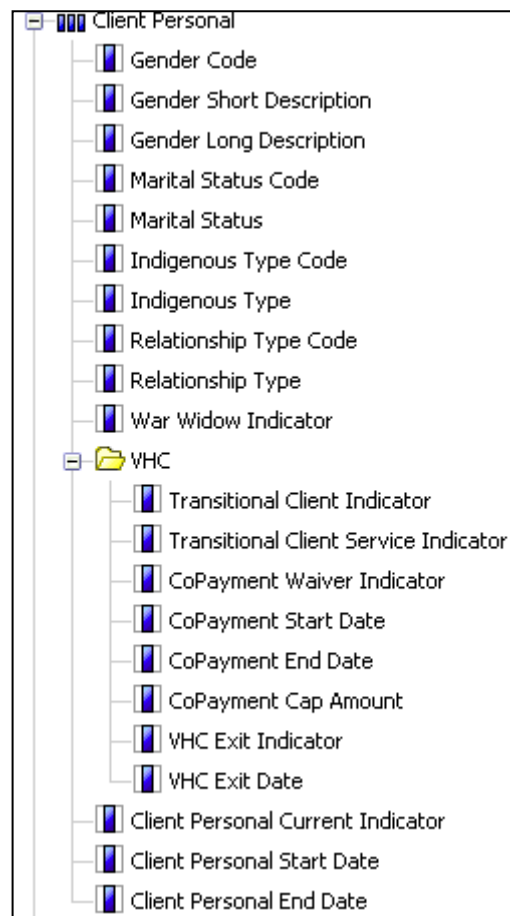 Client Personal
Gender Code
Gender Short Description
Gender Long Description
Marital Status Code
Marital Status
Indigenous Type Code
Indigenous Type
Relationship Type Code
Relationship Type
War Widow Indicator
VHC
Transitional Client Indicator
Transitional Client Service Indicator
CoPayment Waiver Indicator
CoPayment Start Date
CoPayment End Date
CoPayment Cap Amount
VHC Exit Indicator
VHC Exit Date
Client Personal Current Indicator
Client Personal Start Date
Client Personal End Date